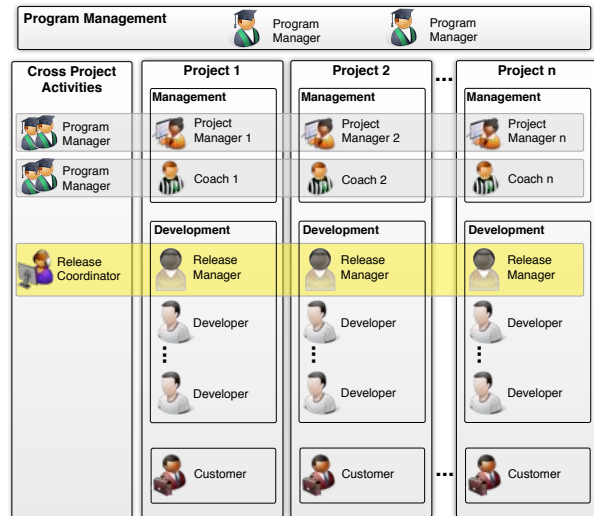 Program Management
Program
Manager
Program
Manager
Cross Project
Activities
Project 1
Project 2
...
Project n
Management
Management
Management
Program
Manager
Project
Manager 1
Project
Manager 2
Project
Manager n
Program
Manager
Coach 1
Coach 2
Coach n
Development
Development
Development
Release
Coordinator
Release
Manager
Release
Manager
Release
Manager
Developer
Developer
Developer
Developer
Developer
Developer
Customer
Customer
...
Customer